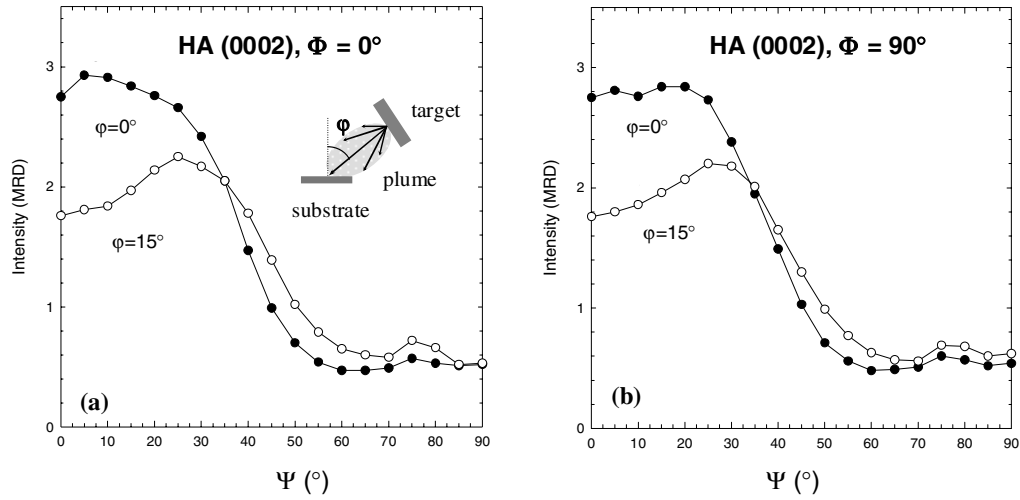 HA (0002), Φ = 0°
Intensity (MRD)
3
2
1
0
φ=0°
φ=15°
φ
target
plume
substrate
(a)
0 10 20 30 40 50 60 70 80 90
Ψ (°)
HA (0002), Φ = 90°
Intensity (MRD)
3
2
1
0
φ=0°
φ=15°
(b)
0 10 20 30 40 50 60 70 80 90
Ψ (°)